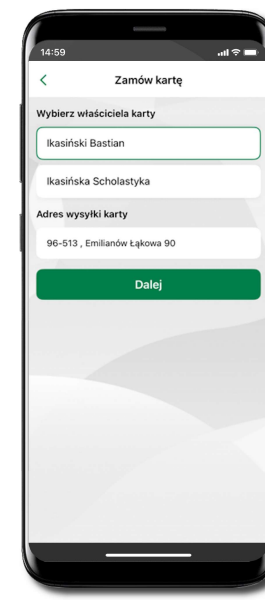 14:59
Zamów kartę
Wybierz właściciela karty
Ikasiński Bastian
Ikasińska Scholastyka
Adres wysyłki karty
96-513 , Emilianów Łąkowa 90
Dalej